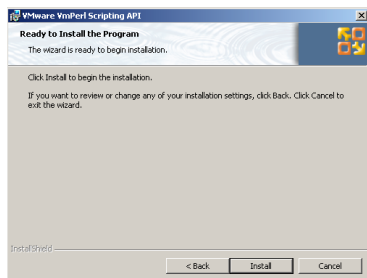 VMware VmPerl Scripting API
Ready to Install the Program
The wizard is ready to begin installation.
Click Install to begin the installation.
If you want to review or change any of your installation settings, click Back. Click Cancel to
exit the wizard.
InstallShield
< Back Install Cancel